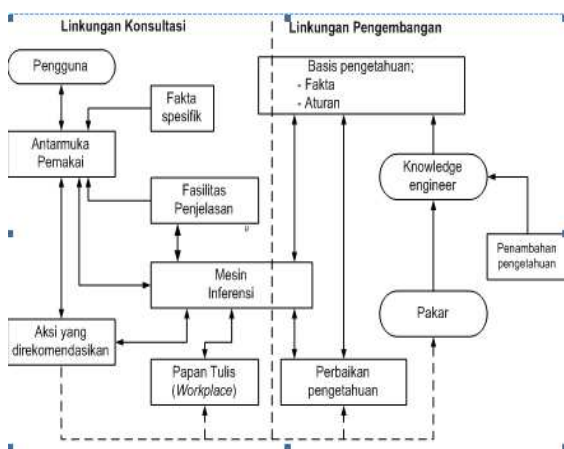 Linkungan Konsultasi
Linkungan Pengembangan
Pengguna
Fakta
spesifik
Basis pengetahuan;
- Fakta
- Aturan
Antarmuka
Pemakai
Knowledge
engineer
Fasilitas
Penjelasan
Penambahan
pengetahuan
Mesin
Inferensi
Pakar
Aksi yang
direkomendasikan
Papan Tulis
(Workplace)
Perbaikan
pengetahuan